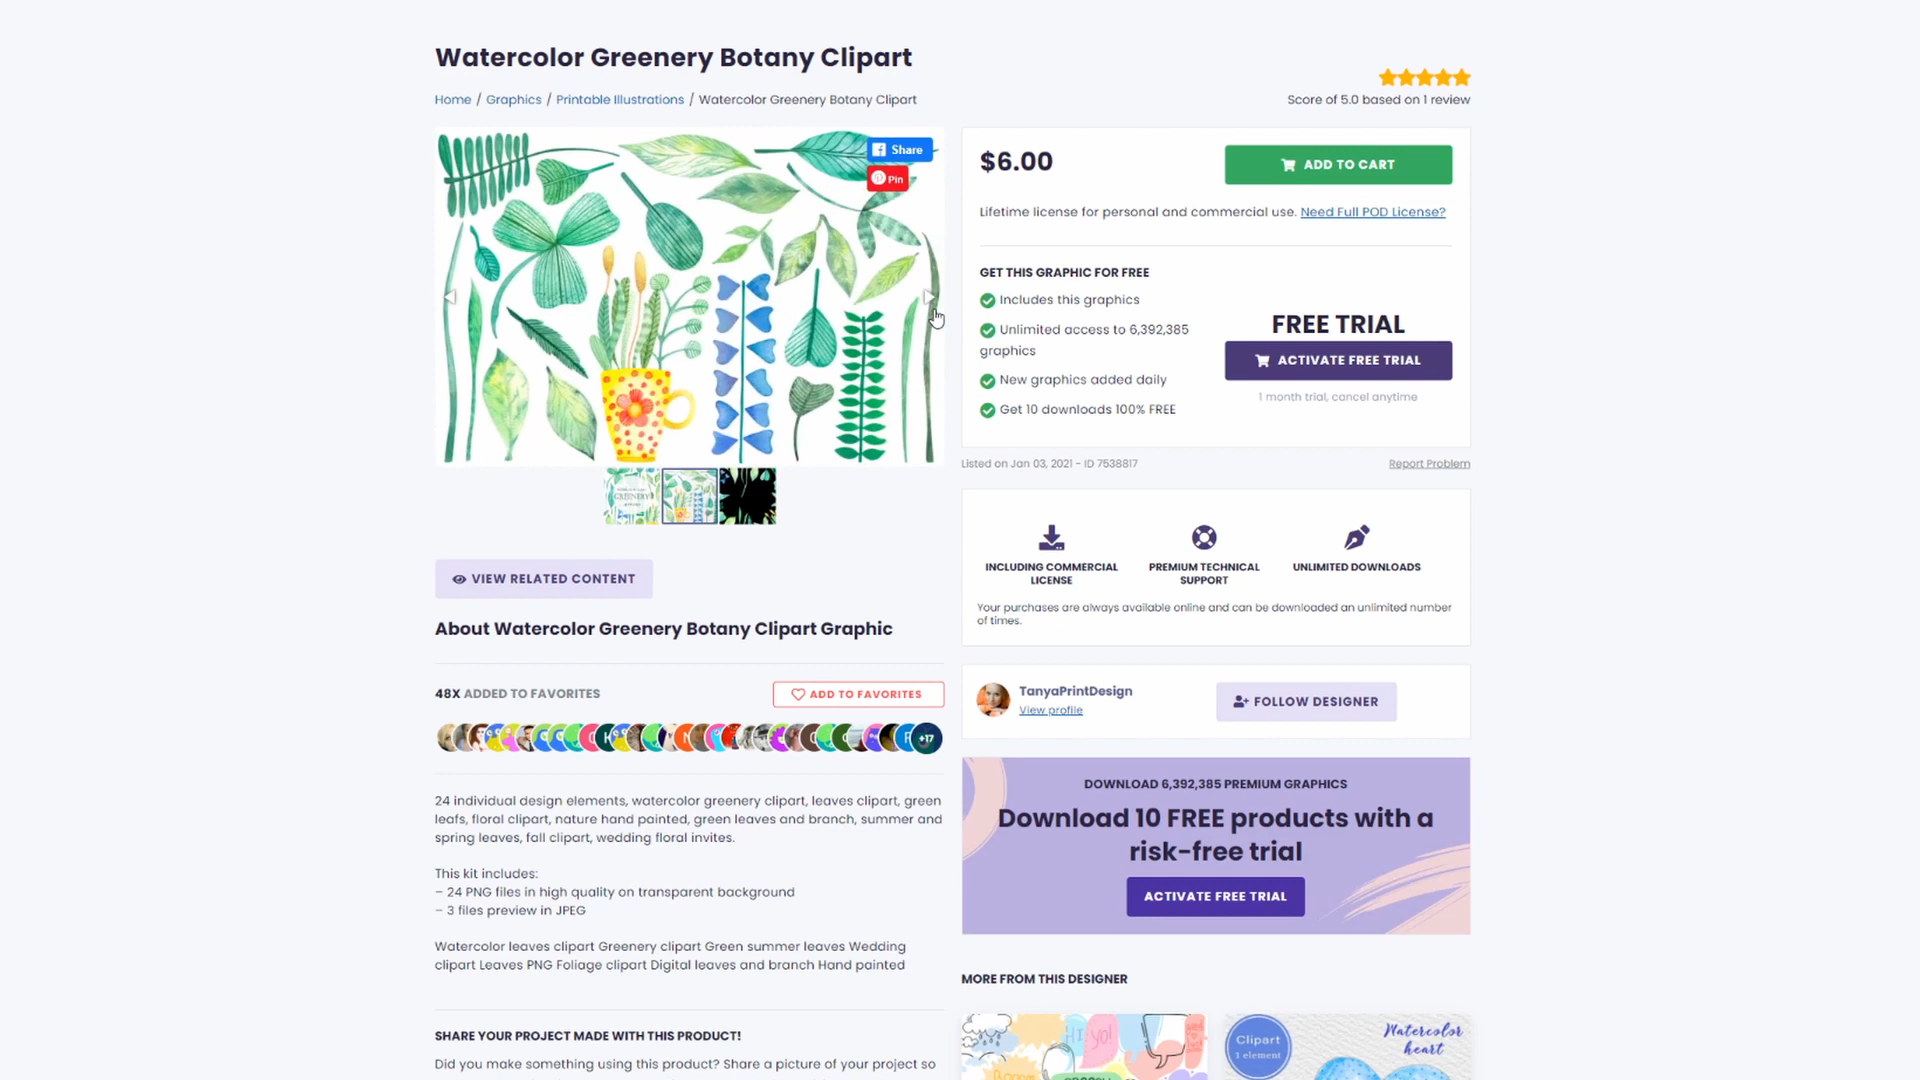 Watercolor Greenery Botany Clipart
Home / Graphics / Printable Illustrations / Watercolor Greenery Botany Clipart
Score of 5.0 based on 1 review
Share
Pin
GREENERY
VIEW RELATED CONTENT
About Watercolor Greenery Botany Clipart Graphic
48X ADDED TO FAVORITES
ADD TO FAVORITES
+17
24 individual design elements, watercolor greenery clipart, leaves clipart, green
leafs, floral clipart, nature hand painted, green leaves and branch, summer and
spring leaves, fall clipart, wedding floral invites.
This kit includes:
– 24 PNG files in high quality on transparent background
– 3 files preview in JPEG
Watercolor leaves clipart Greenery clipart Green summer leaves Wedding
clipart Leaves PNG Foliage clipart Digital leaves and branch Hand painted
SHARE YOUR PROJECT MADE WITH THIS PRODUCT!
Did you make something using this product? Share a picture of your project so
$6.00
ADD TO CART
Lifetime license for personal and commercial use. Need Full POD License?
GET THIS GRAPHIC FOR FREE
Includes this graphics
Unlimited access to 6,392,385
graphics
New graphics added daily
Get 10 downloads 100% FREE
FREE TRIAL
ACTIVATE FREE TRIAL
1 month trial, cancel anytime
Listed on Jan 03, 2021 - ID 7538817
Report Problem
INCLUDING COMMERCIAL
LICENSE
PREMIUM TECHNICAL
SUPPORT
UNLIMITED DOWNLOADS
Your purchases are always available online and can be downloaded an unlimited number
of times.
TanyaPrintDesign
View profile
FOLLOW DESIGNER
DOWNLOAD 6,392,385 PREMIUM GRAPHICS
Download 10 FREE products with a
risk-free trial
ACTIVATE FREE TRIAL
MORE FROM THIS DESIGNER
Hi yo!
Clipart
1 element
Watercolor
heart